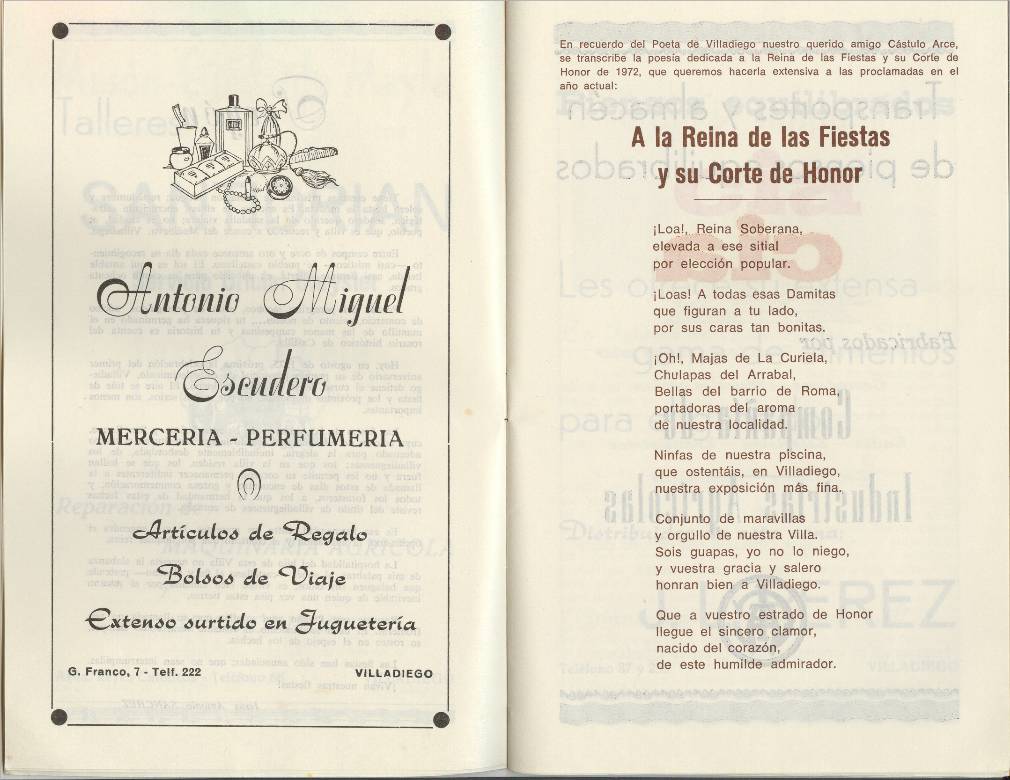 Antonio Miguel
Escudero
MERCERIA - PERFUMERIA
Artículos de Regalo
Bolsos de Viaje
Extenso surtido en Juguetería
G. Franco, 7 - Telf. 222 VILLADIEGO
En recuerdo del Poeta de Villadiego nuestro querido amigo Cástulo Arce,
se transcribe la poesía dedicada a la Reina de las Fiestas y su Corte de
Honor de 1972, que queremos hacerla extensiva a las proclamadas en el
año actual:
A la Reina de las Fiestas
y su Corte de Honor
¡Loa!, Reina Soberana,
elevada a ese sitial
por elección popular.
¡Loas! A todas esas Damitas
que figuran a tu lado,
por sus caras tan bonitas.
¡Oh!, Majas de La Curiela,
Chulapas del Arrabal,
Bellas del barrio de Roma,
portadoras del aroma
de nuestra localidad.
Ninfas de nuestra piscina,
que ostentáis, en Villadiego,
nuestra exposición más fina.
Conjunto de maravillas
y orgullo de nuestra Villa.
Sois guapas, yo no lo niego,
y vuestra gracia y salero
honran bien a Villadiego.
Que a vuestro estrado de Honor
llegue el sincero clamor,
nacido del corazón,
de este humilde admirador.